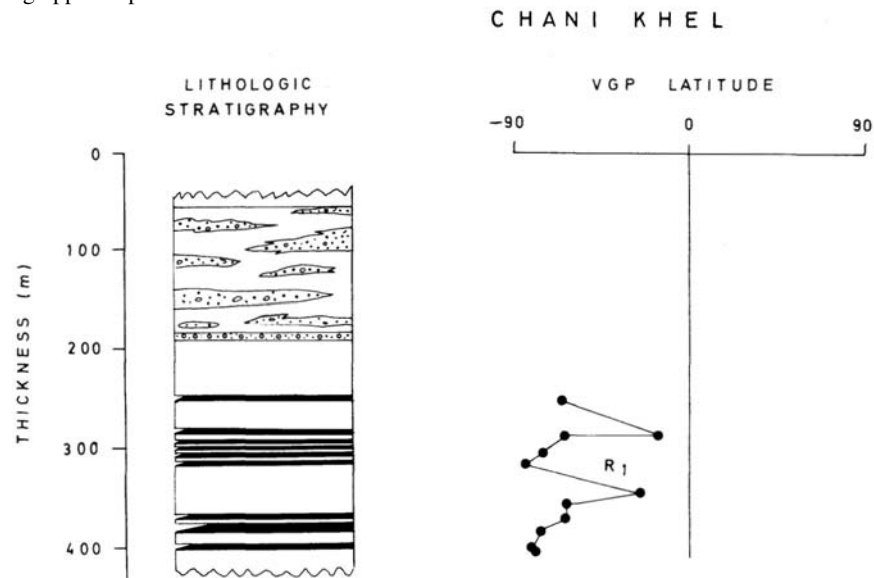 CHANI KHEL
LITHOLOGIC
STRATIGRAPHY
VGP LATITUDE
-90 0 90
0
100
200
300
400
THICKNESS (m)
R1